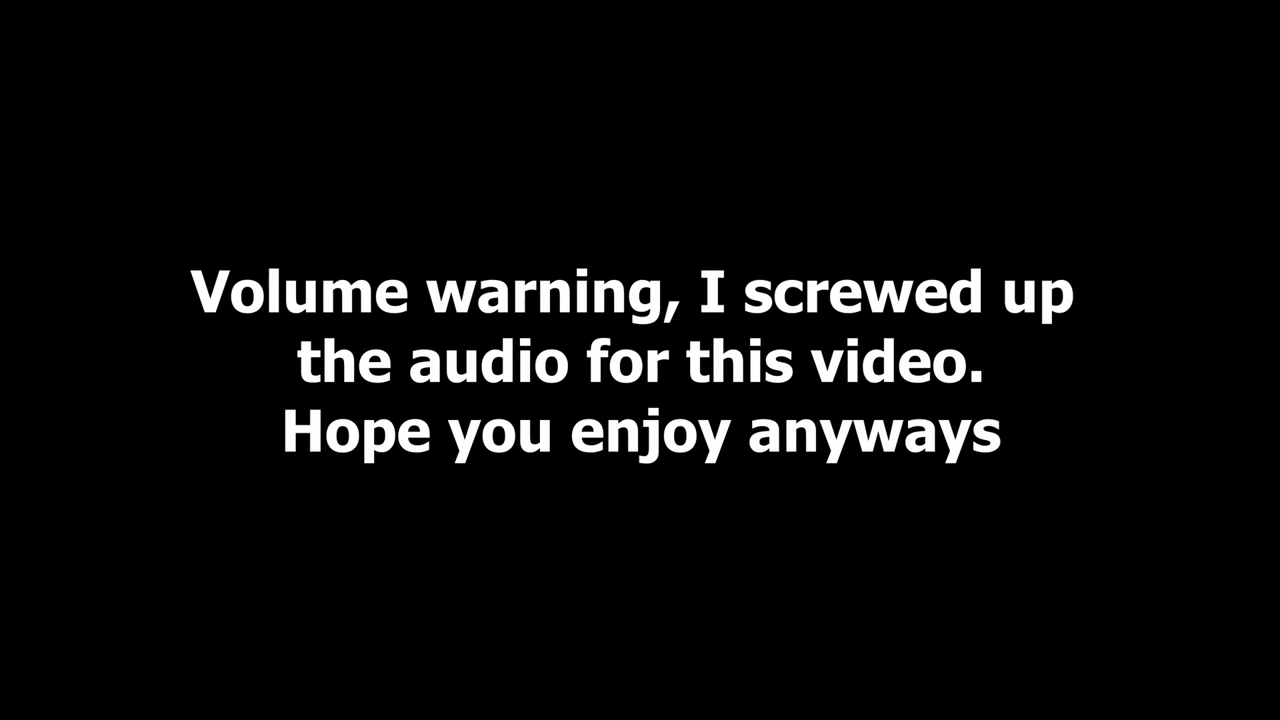 Volume warning, I screwed up
the audio for this video.
Hope you enjoy anyways